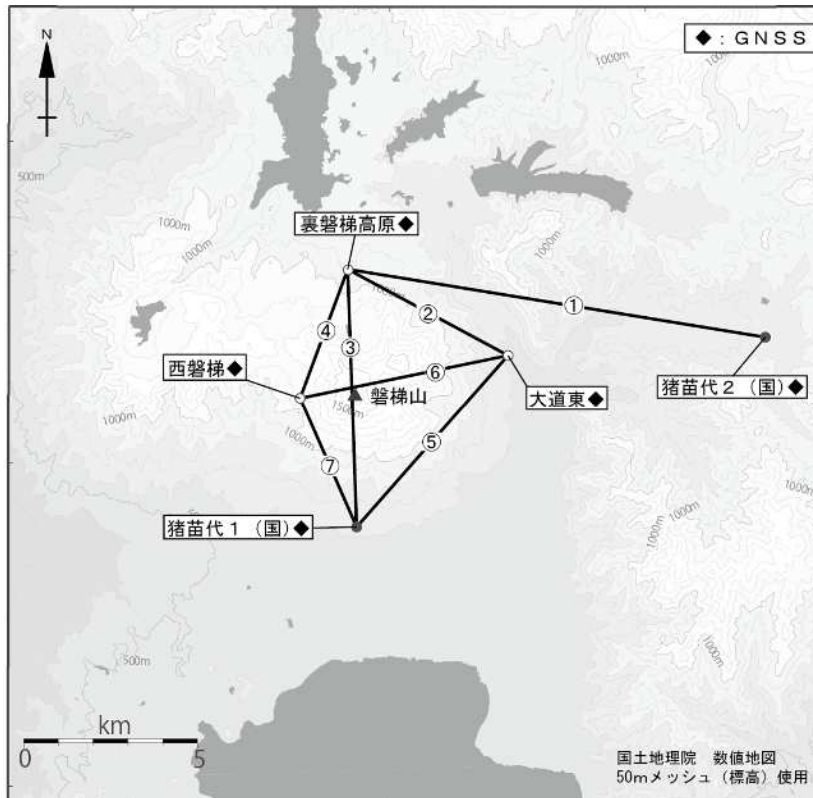 N
◆：GNSS
1000m
1000m
500m
裏磐梯高原◆
1000m
1000m
1000m
①
②
④
③
西磐梯◆
⑥
猪苗代２（国）◆
磐梯山
大道東◆
1500m
1000m
1000m
⑤
⑦
1000m
1000m
1000m
猪苗代１（国）◆
1000m
500m
km
0
5
国土地理院　数値地図
50mメッシュ（標高）使用